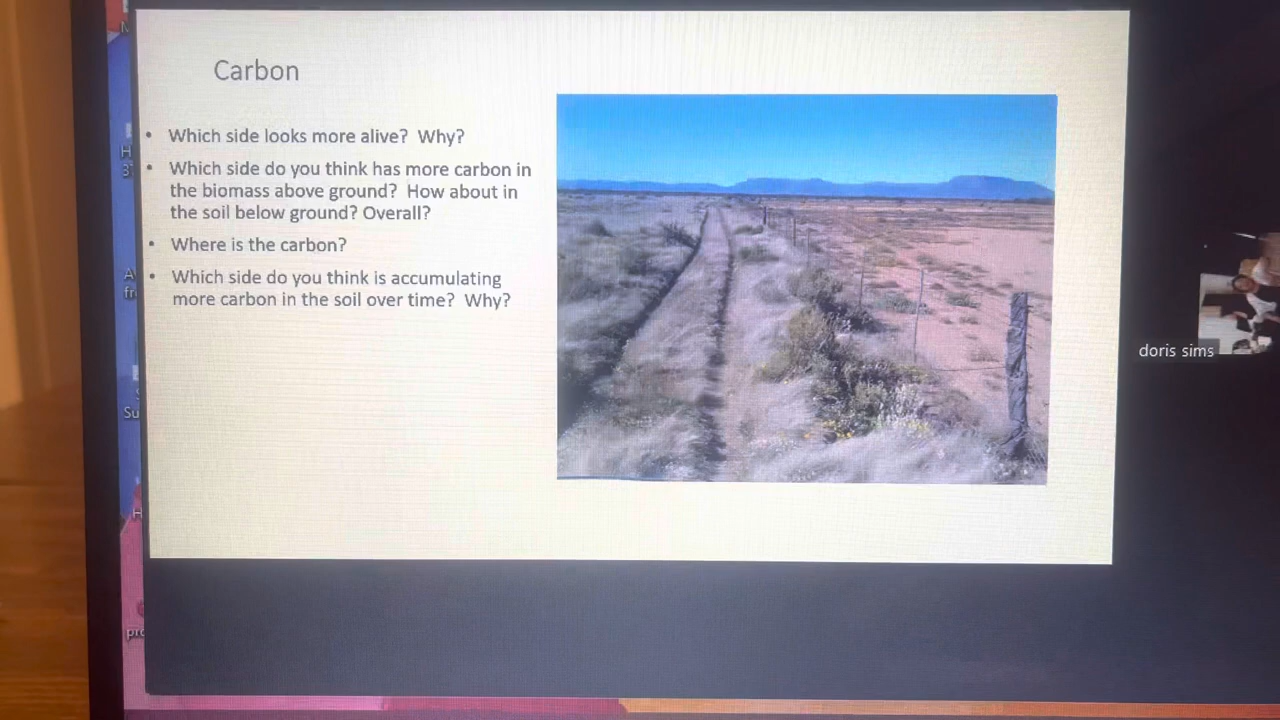 Carbon
• Which side looks more alive?  Why?
• Which side do you think has more carbon in
the biomass above ground?  How about in
the soil below ground? Overall?
• Where is the carbon?
• Which side do you think is accumulating
more carbon in the soil over time?  Why?
doris sims